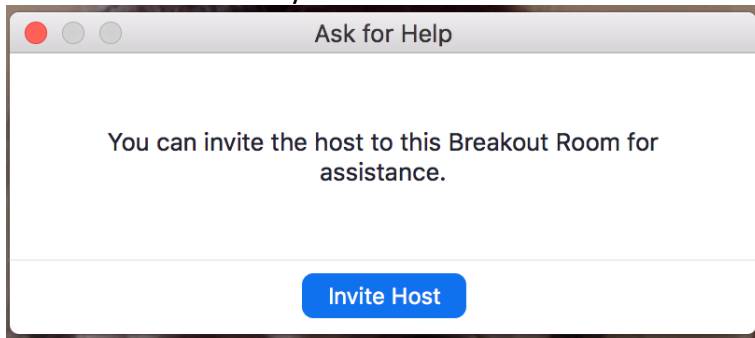 Ask for Help
You can invite the host to this Breakout Room for
assistance.
Invite Host